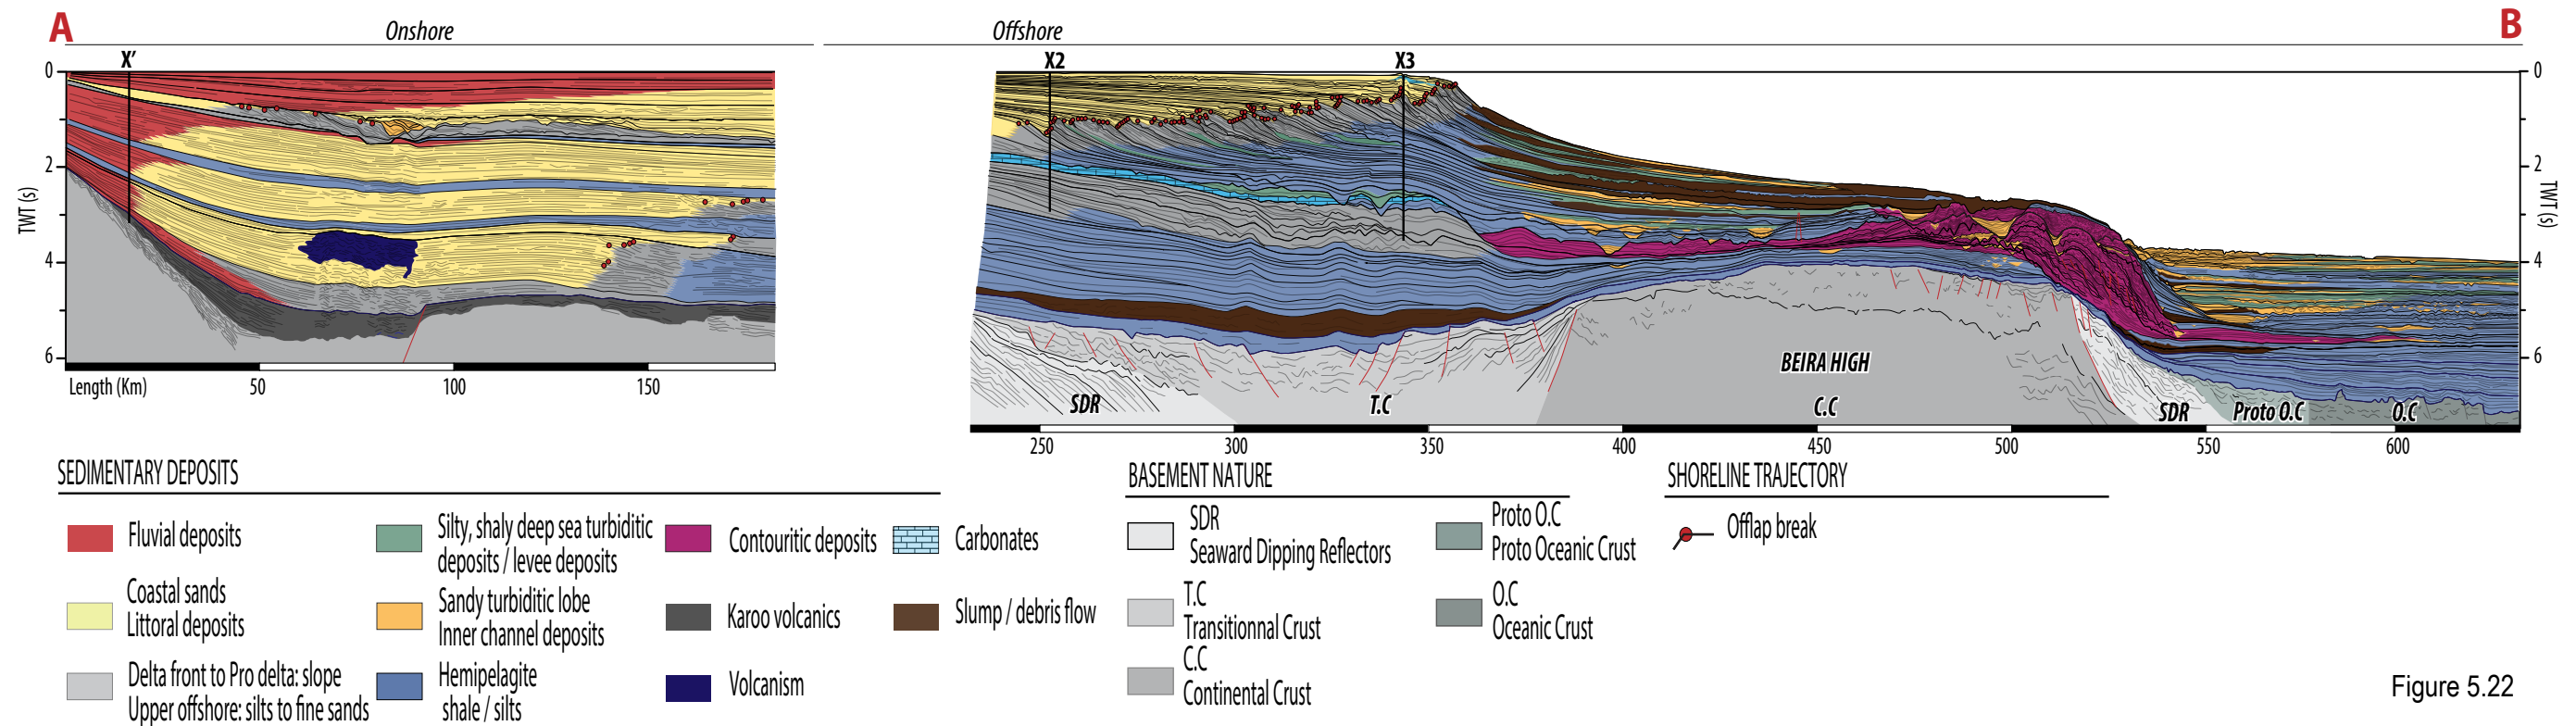 A
Onshore
Offshore
B
X'
X2
X3
0
2
4
6
TWT (s)
0
2
4
6
TWT (s)
BEIRA HIGH
SDR
T.C
C.C
SDR
Proto O.C
O.C
Length (Km)
50
100
150
250
300
350
400
450
500
550
600
SEDIMENTARY DEPOSITS
Fluvial deposits
Coastal sands
Littoral deposits
Delta front to Pro delta: slope
Upper offshore: silts to fine sands
Silty, shaly deep sea turbiditic
deposits / levee deposits
Sandy turbiditic lobe
Inner channel deposits
Hemipelagite
shale / silts
Contouritic deposits
Karoo volcanics
Volcanism
Carbonates
Slump / debris flow
BASEMENT NATURE
SDR
Seaward Dipping Reflectors
T.C
Transitionnal Crust
C.C
Continental Crust
Proto O.C
Proto Oceanic Crust
O.C
Oceanic Crust
SHORELINE TRAJECTORY
Offlap break
Figure 5.22